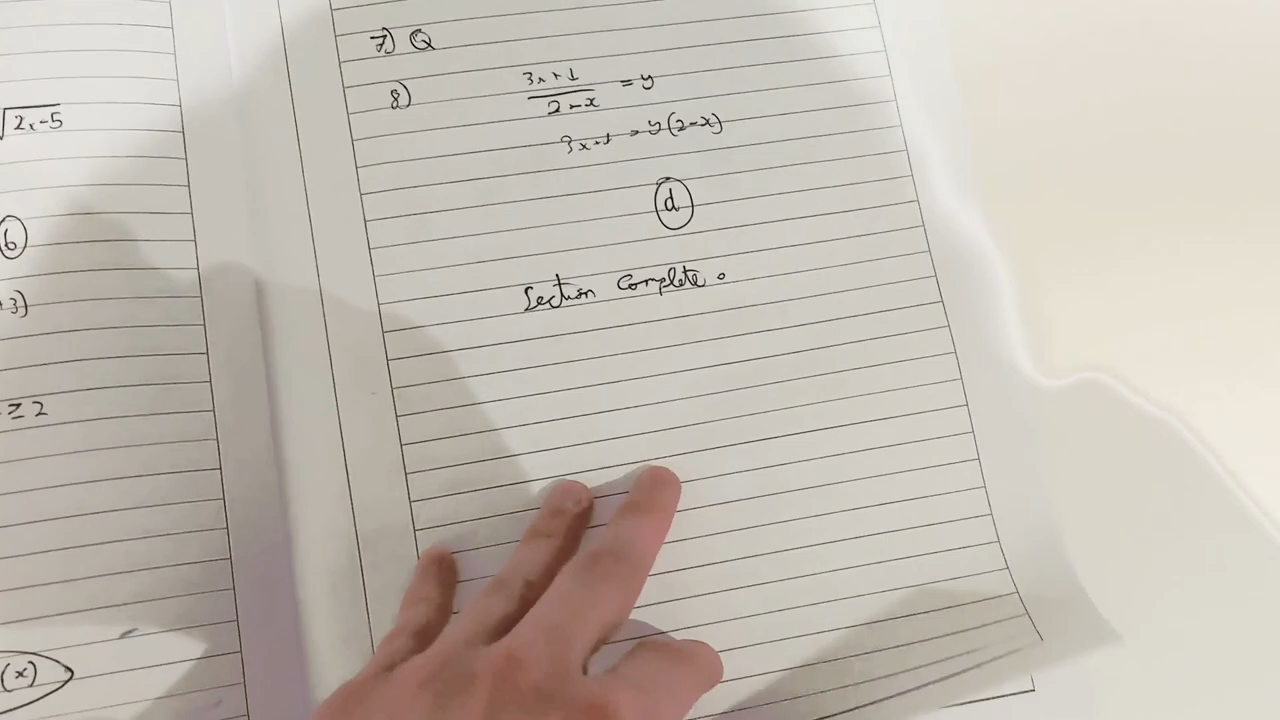 √2x-5
b
+3)
≥ 2
(x)
7) Q
8) 3x+1 / 2-x = y
3x+1 = y(2-x)
d
Section Complete.